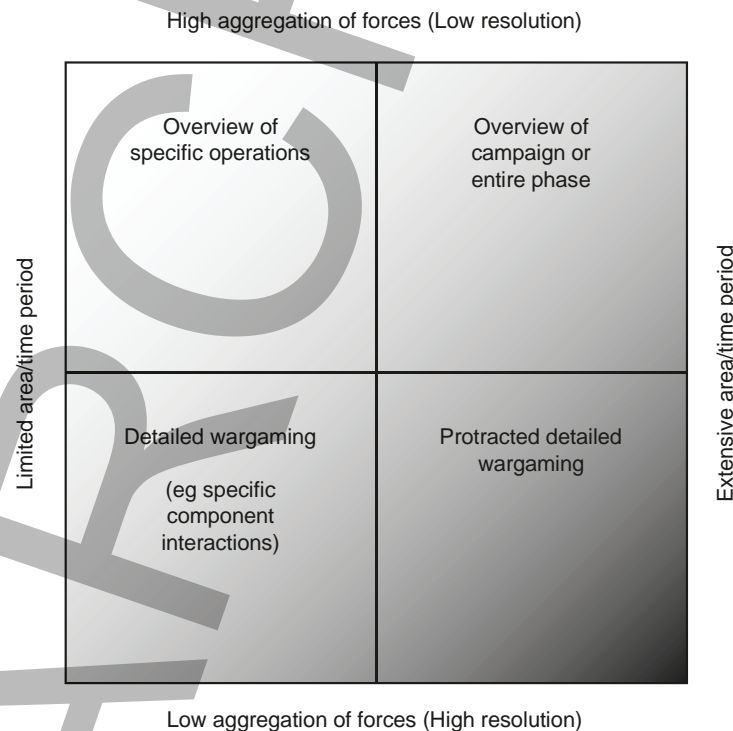 High aggregation of forces (Low resolution)
Overview of
specific operations
Overview of
campaign or
entire phase
Limited area/time period
Extensive area/time period
Detailed wargaming
(eg specific
component
interactions)
Protracted detailed
wargaming
Low aggregation of forces (High resolution)